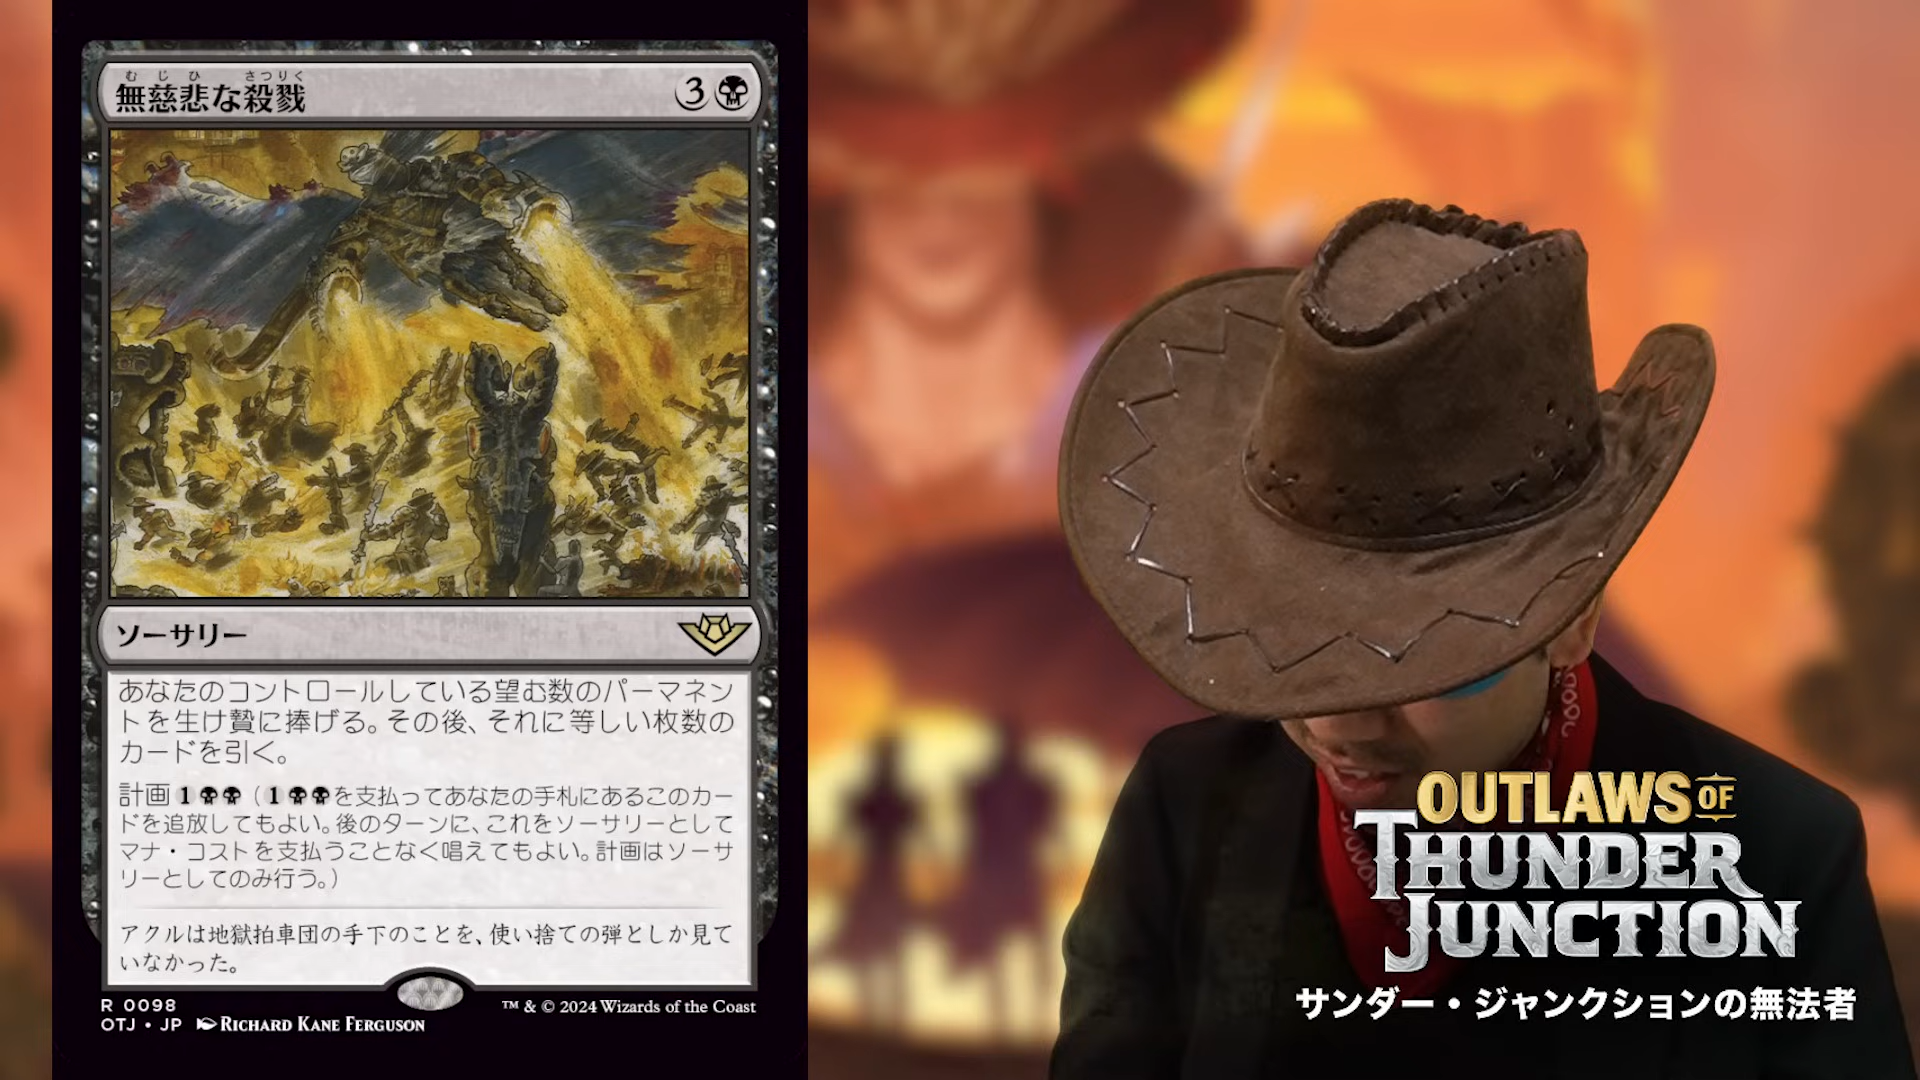 むじひ さつりく
無慈悲な殺戮
3
ソーサリー
あなたのコントロールしている望む数のパーマネン
トを生け贄に捧げる。その後、それに等しい枚数の
カードを引く。
計画 1 (1 を支払ってあなたの手札にあるこのカー
ドを追放してもよい。後のターンに、これをソーサリーとして
マナ・コストを支払うことなく唱えてもよい。計画はソーサ
リーとしてのみ行う。)
アクルは地獄拍車団の手下のことを、使い捨ての弾としか見て
いなかった。
R 0098
OTJ • JP RICHARD KANE FERGUSON
™ & © 2024 Wizards of the Coast
OUTLAWS OF
THUNDER
JUNCTION
サンダー・ジャンクションの無法者